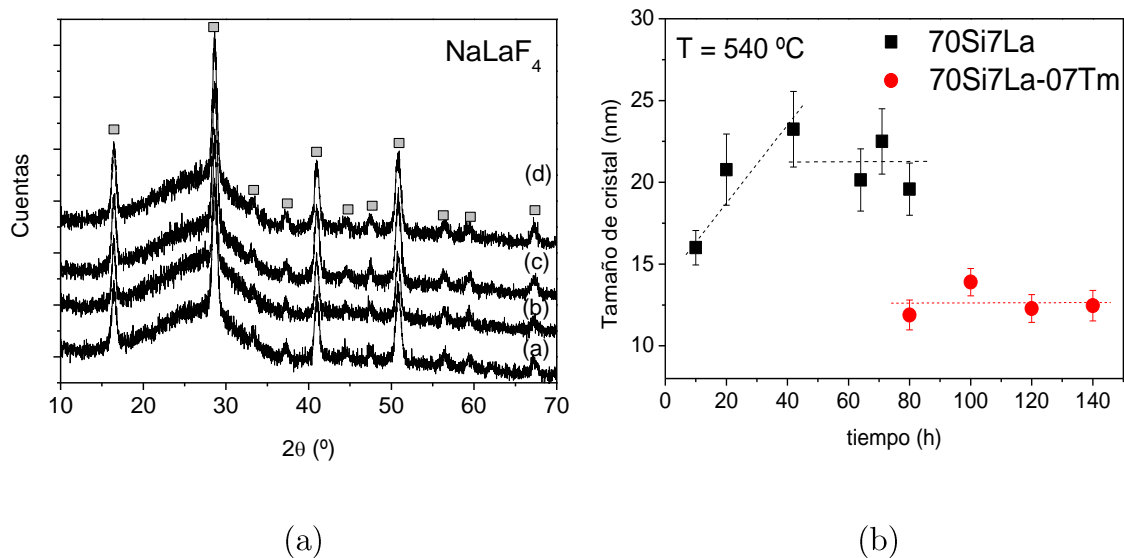 NaLaF4
Cuentas
(d)
(c)
(b)
(a)
10 20 30 40 50 60 70
2θ (º)
(a)
T = 540 ºC
70Si7La
70Si7La-07Tm
Tamaño de cristal (nm)
30
25
20
15
10
0 20 40 60 80 100 120 140
tiempo (h)
(b)